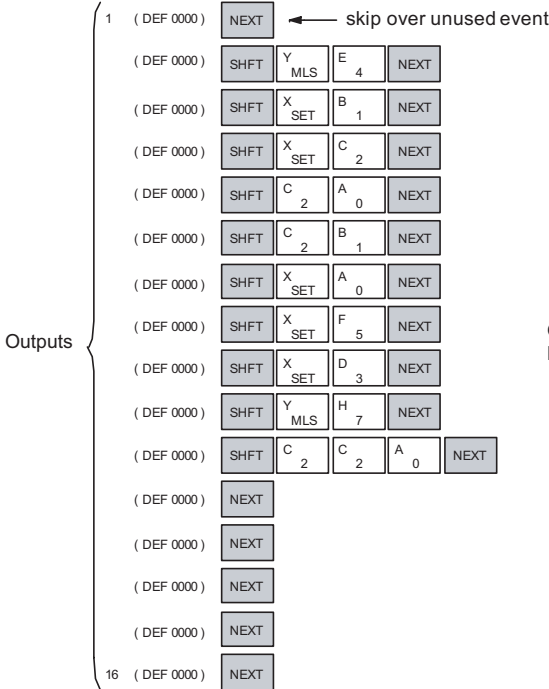 1 ( DEF 0000 ) NEXT skip over unused event
( DEF 0000 ) SHFT Y MLS E 4 NEXT
( DEF 0000 ) SHFT X SET B 1 NEXT
( DEF 0000 ) SHFT X SET C 2 NEXT
( DEF 0000 ) SHFT C 2 A 0 NEXT
( DEF 0000 ) SHFT C 2 B 1 NEXT
( DEF 0000 ) SHFT X SET A 0 NEXT
( DEF 0000 ) SHFT X SET F 5 NEXT
Outputs
( DEF 0000 ) SHFT X SET D 3 NEXT
( DEF 0000 ) SHFT Y MLS H 7 NEXT
( DEF 0000 ) SHFT C 2 C 2 A 0 NEXT
( DEF 0000 ) NEXT
( DEF 0000 ) NEXT
( DEF 0000 ) NEXT
( DEF 0000 ) NEXT
16 ( DEF 0000 ) NEXT